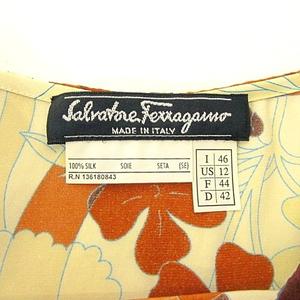 Salvatore Ferragamo
MADE IN ITALY
100% SILK SOIE SETA (SE)
R.N 136180843
I 46
US 12
F 44
D 42